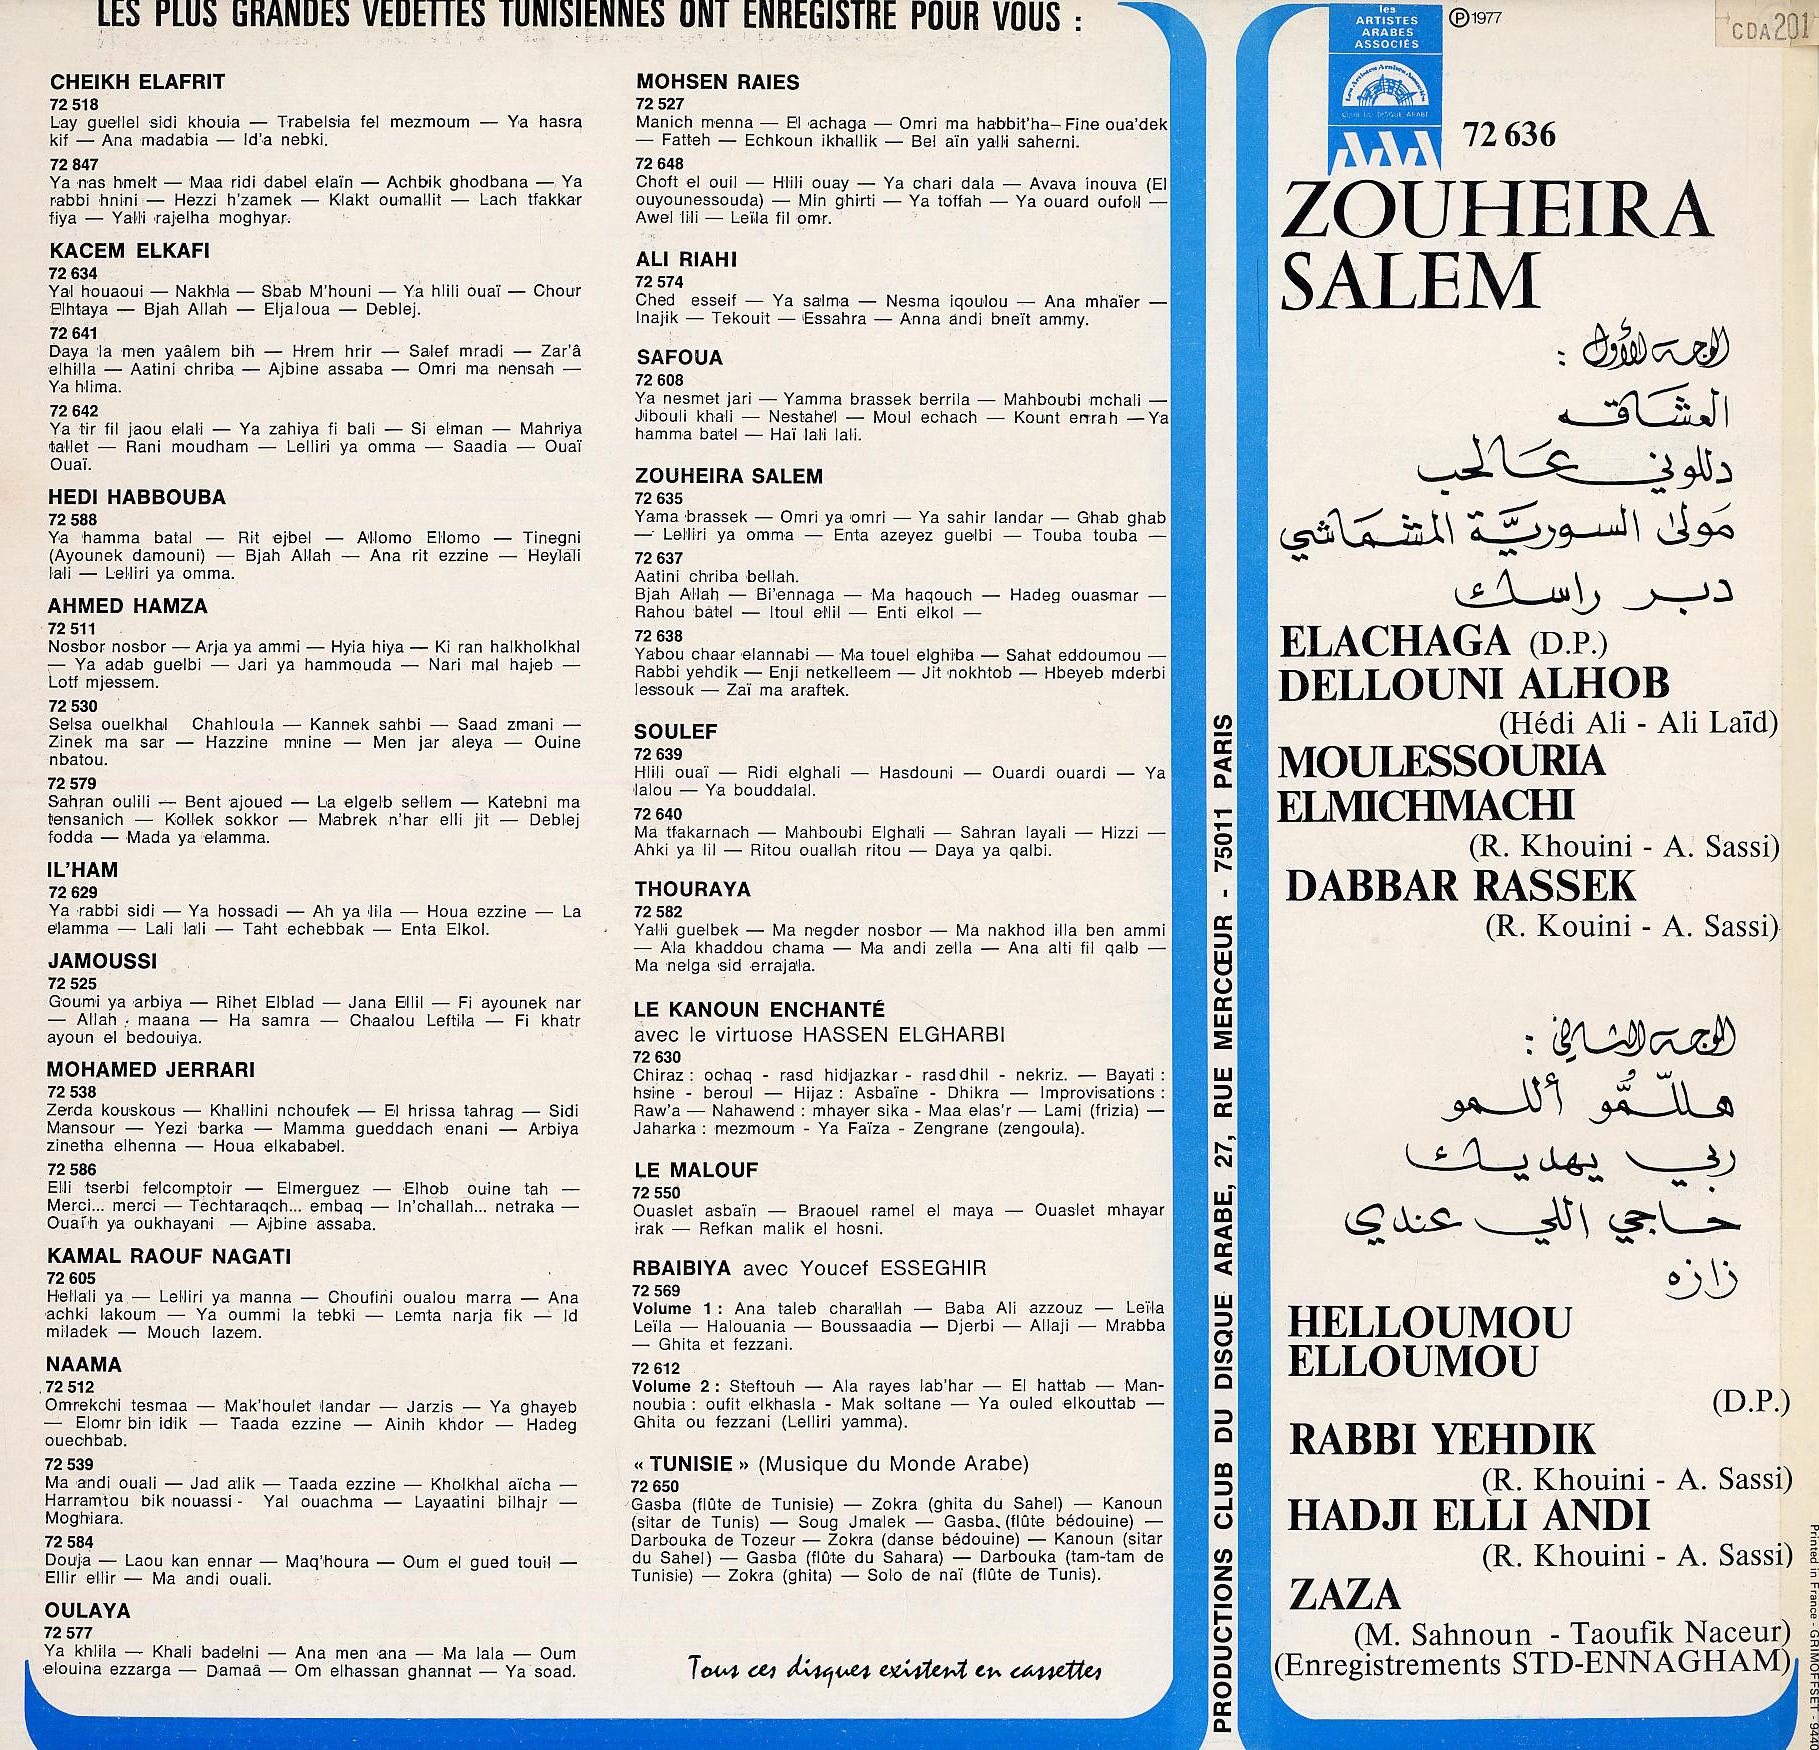 LES PLUS GRANDES VEDETTES TUNISIENNES ONT ENREGISTRE POUR VOUS :
CHEIKH ELAFRIT
72 518
Lay guellel sidi khouia — Trabelsia fel mezmoum — Ya hasra
kif — Ana madabia — Id'a nebki.
72 847
Ya nas hmelt — Maa ridi dabel elaïn — Achbik ghodbana — Ya
rabbi hnini — Hezzi h'zamek — Klakt oumallit — Lach tfakkar
fiya — Yalli rajelha moghyar.
KACEM ELKAFI
72 634
Yal houaoui — Nakhla — Sbab M'houni — Ya hlili ouaï — Chour
Elhtaya — Bjah Allah — Eljaloua — Deblej.
72 641
Daya la men yaâlem bih — Hrem hrir — Salef mradi — Zar'â
elhilla — Aatini chriba — Ajbine assaba — Omri ma nensah —
Ya hlima.
72 642
Ya tir fil jaou elali — Ya zahiya fi bali — Si elman — Mahriya
tallet — Rani moudham — Lelliri ya omma — Saadia — Ouaï
Ouaï.
HEDI HABBOUBA
72 588
Ya hamma batal — Rit ejbel — Allomo Ellomo — Tinegni
(Ayounek damouni) — Bjah Allah — Ana rit ezzine — Heylali
lali — Lelliri ya omma.
AHMED HAMZA
72 511
Nosbor nosbor — Arja ya ammi — Hyia hiya — Ki ran halkholkhal
— Ya adab guelbi — Jari ya hammouda — Nari mal hajeb —
Lotf mjessem.
72 530
Selsa ouelkhal Chahloula — Kannek sahbi — Saad zmani —
Zinek ma sar — Hazzine mnine — Men jar aleya — Ouine
nbatou.
72 579
Sahran oulili — Bent ajoued — La elgelb sellem — Katebni ma
tensanich — Kollek sokkor — Mabrek n'har elli jit — Deblej
fodda — Mada ya elamma.
IL'HAM
72 629
Ya rabbi sidi — Ya hossadi — Ah ya lila — Houa ezzine — La
elamma — Lali lali — Taht echebbak — Enta Elkol.
JAMOUSSI
72 525
Goumi ya arbiya — Rihet Elblad — Jana Ellil — Fi ayounek nar
— Allah maana — Ha samra — Chaalou Leftila — Fi khatr
ayoun el bedouiya.
MOHAMED JERRARI
72 538
Zerda kouskous — Khallini nchoufek — El hrissa tahrag — Sidi
Mansour — Yezi barka — Mamma gueddach enani — Arbiya
zinetha elhenna — Houa elkababel.
72 586
Elli tserbi felcomptoir — Elmerguez — Elhob ouine tah —
Merci... merci — Techtaraqch... embaq — In'challah... netraka —
Ouaïh ya oukhayani — Ajbine assaba.
KAMAL RAOUF NAGATI
72 605
Hellali ya — Lelliri ya manna — Choufini oualou marra — Ana
achki lakoum — Ya oummi la tebki — Lemta narja fik — Id
miladek — Mouch lazem.
NAAMA
72 512
Omrekchi tesmaa — Mak'houlet landar — Jarzis — Ya ghayeb
— Elomr bin idik — Taada ezzine — Ainih khdor — Hadeg
ouechbab.
72 539
Ma andi ouali — Jad alik — Taada ezzine — Kholkhal aïcha —
Harramtou bik nouassi - Yal ouachma — Layaatini bilhajr —
Moghiara.
72 584
Douja — Laou kan ennar — Maq'houra — Oum el gued touil —
Ellir ellir — Ma andi ouali.
OULAYA
72 577
Ya khlila — Khali badelni — Ana men ana — Ma lala — Oum
elouina ezzarga — Damaâ — Om elhassan ghannat — Ya soad.
MOHSEN RAIES
72 527
Manich menna — El achaga — Omri ma habbit'ha — Fine oua'dek
— Fatteh — Echkoun ikhallik — Bel aïn yalli saherni.
72 648
Choft el ouil — Hlili ouay — Ya chari dala — Avava inouva (El
ouyounessouda) — Min ghirti — Ya toffah — Ya ouard oufoll —
Awel lili — Leïla fil omr.
ALI RIAHI
72 574
Ched esseif — Ya salma — Nesma iqoulou — Ana mhaïer —
Inajik — Tekouit — Essahra — Anna andi bneït ammy.
SAFOUA
72 608
Ya nesmet jari — Yamma brassek berrila — Mahboubi mchali —
Jibouli khali — Nestahel — Moul echach — Kount errah — Ya
hamma batel — Haï lali lali.
ZOUHEIRA SALEM
72 635
Yama brassek — Omri ya omri — Ya sahir landar — Ghab ghab
— Lelliri ya omma — Enta azeyez guelbi — Touba touba —
72 637
Aatini chriba bellah.
Bjah Allah — Bi'ennaga — Ma haqouch — Hadeg ouasmar —
Rahou batel — Itoul ellil — Enti elkol —
72 638
Yabou chaar elannabi — Ma touel elghiba — Sahat eddoumou —
Rabbi yehdik — Enji netkelleem — Jit nokhtob — Hbeyeb mderbi
lessouk — Zaï ma araftek.
SOULEF
72 639
Hlili ouaï — Ridi elghali — Hasdouni — Ouardi ouardi — Ya
lalou — Ya bouddalal.
72 640
Ma tfakarnach — Mahboubi Elghali — Sahran layali — Hizzi —
Ahki ya lil — Ritou ouallah ritou — Daya ya qalbi.
THOURAYA
72 582
Yalli guelbek — Ma negder nosbor — Ma nakhod illa ben ammi
— Ala khaddou chama — Ma andi zella — Ana alti fil qalb —
Ma nelga sid errajala.
LE KANOUN ENCHANTÉ
avec le virtuose HASSEN ELGHARBI
72 630
Chiraz : ochaq - rasd hidjazkar - rasd dhil - nekriz. — Bayati :
hsine - beroul — Hijaz : Asbaïne - Dhikra — Improvisations :
Raw'a — Nahawend : mhayer sika - Maa elas'r — Lami (frizia) —
Jaharka : mezmoum - Ya Faïza - Zengrane (zengoula).
LE MALOUF
72 550
Ouaslet asbaïn — Braouel ramel el maya — Ouaslet mhayar
irak — Refkan malik el hosni.
RBAIBIYA avec Youcef ESSEGHIR
72 569
Volume 1 : Ana taleb charallah — Baba Ali azzouz — Leïla
Leïla — Halouania — Boussaadia — Djerbi — Allaji — Mrabba
— Ghita et fezzani.
72 612
Volume 2 : Steftouh — Ala rayes lab'har — El hattab — Man-
noubia : oufit elkhasla - Mak soltane — Ya ouled elkouttab —
Ghita ou fezzani (Lelliri yamma).
« TUNISIE » (Musique du Monde Arabe)
72 650
Gasba (flûte de Tunisie) — Zokra (ghita du Sahel) — Kanoun
(sitar de Tunis) — Soug Jmalek — Gasba (flûte bédouine) —
Darbouka de Tozeur — Zokra (danse bédouine) — Kanoun (sitar
du Sahel) — Gasba (flûte du Sahara) — Darbouka (tam-tam de
Tunisie) — Zokra (ghita) — Solo de naï (flûte de Tunis).
Tous ces disques existent en cassettes
PRODUCTIONS CLUB DU DISQUE ARABE, 27, RUE MERCŒUR - 75011 PARIS
les
ARTISTES
ARABES
ASSOCIÉS
Les Artistes Arabes Associés
CLUB DU DISQUE ARABE
AAA
℗ 1977
CDA201
72 636
ZOUHEIRA
SALEM
الوجه الأول :
العشاقه
دللوني عالحب
مَولى السوريَّة المشماشي
دبر راسك
ELACHAGA (D.P.)
DELLOUNI ALHOB
(Hédi Ali - Ali Laïd)
MOULESSOURIA
ELMICHMACHI
(R. Khouini - A. Sassi)
DABBAR RASSEK
(R. Kouini - A. Sassi)
الوجه الثاني :
هللّمُّو أللمو
ربي يهديك
حاجي اللي عندي
زازه
HELLOUMOU
ELLOUMOU
(D.P.)
RABBI YEHDIK
(R. Khouini - A. Sassi)
HADJI ELLI ANDI
(R. Khouini - A. Sassi)
ZAZA
(M. Sahnoun - Taoufik Naceur)
(Enregistrements STD-ENNAGHAM)
Printed in France - GRIMOFFSET - 9440